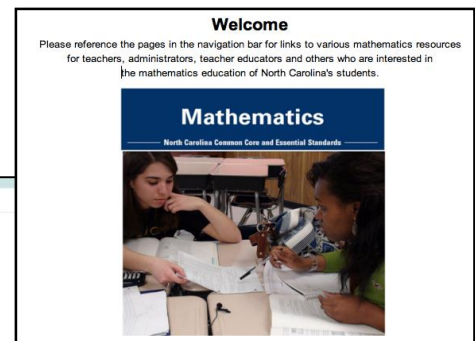 Welcome
Please reference the pages in the navigation bar for links to various mathematics resources
for teachers, administrators, teacher educators and others who are interested in
the mathematics education of North Carolina's students.
Mathematics
North Carolina Common Core and Essential Standards